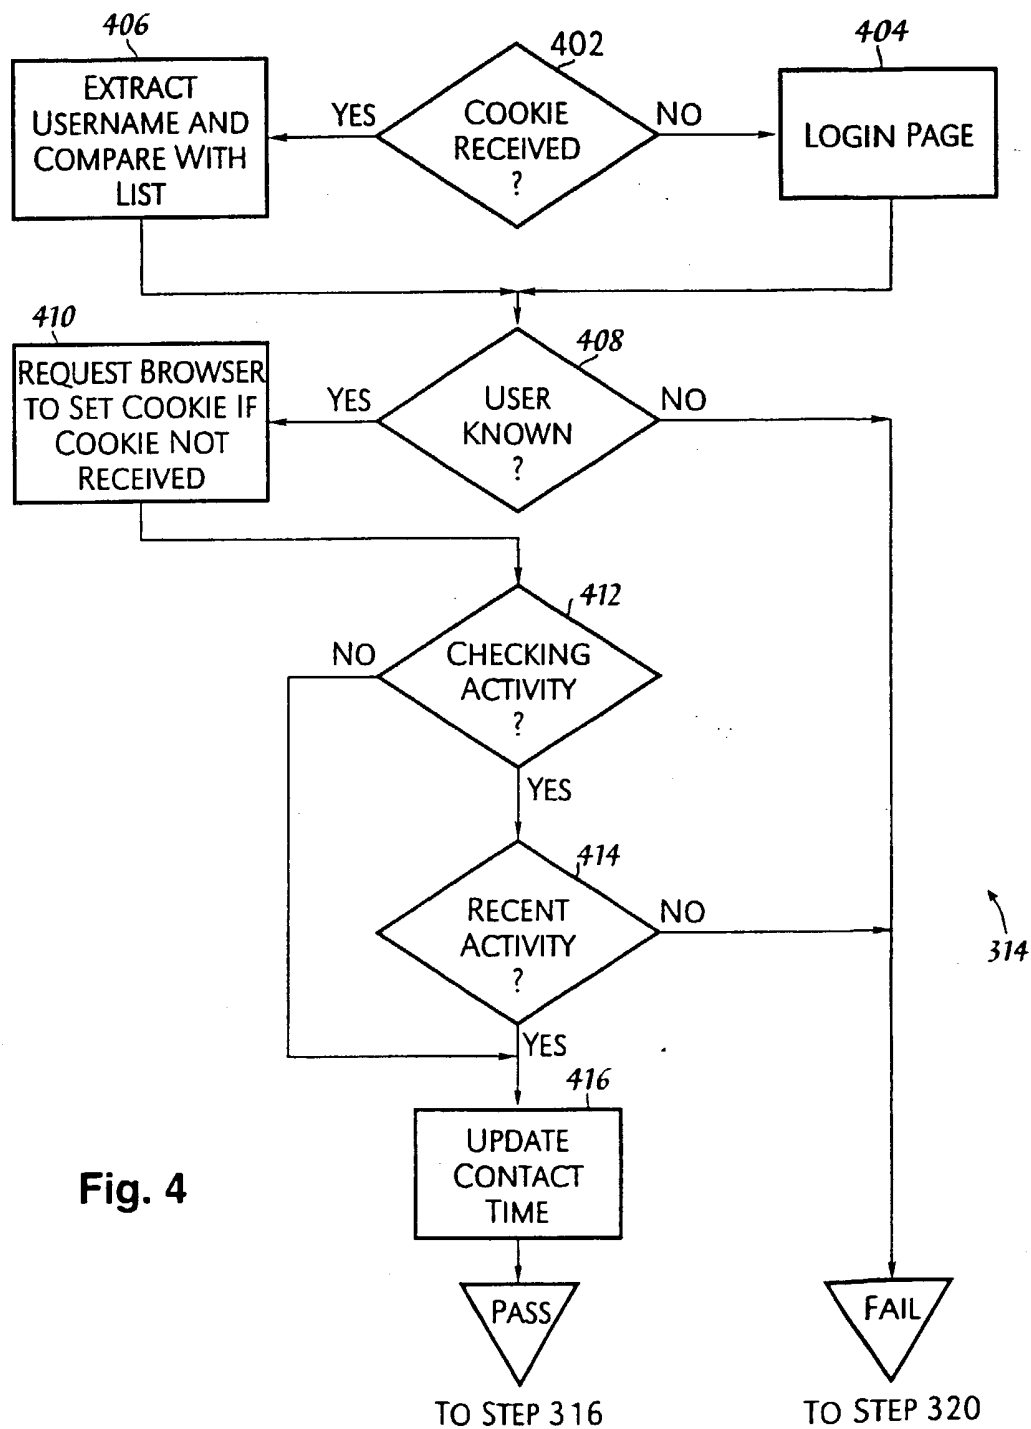 406
EXTRACT
USERNAME AND
COMPARE WITH
LIST
YES
402
COOKIE
RECEIVED
?
NO
404
LOGIN PAGE
410
REQUEST BROWSER
TO SET COOKIE IF
COOKIE NOT
RECEIVED
YES
408
USER
KNOWN
?
NO
412
NO
CHECKING
ACTIVITY
?
YES
414
RECENT
ACTIVITY
?
NO
314
YES
416
UPDATE
CONTACT
TIME
Fig. 4
PASS
FAIL
TO STEP 316
TO STEP 320